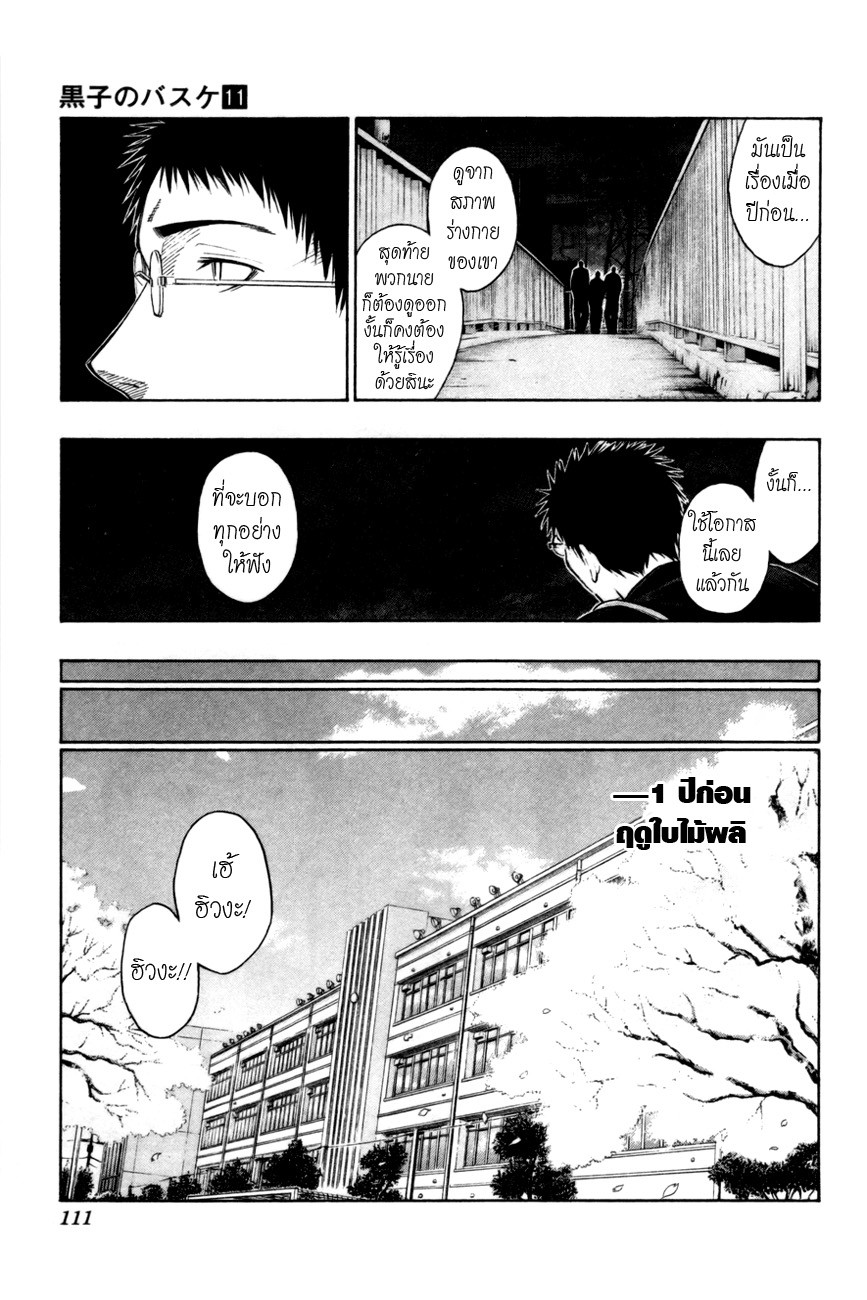 黒子のバスケ11
มันเป็น
เรื่องเมื่อ
ปีก่อน...
ดูจาก
สภาพ
ร่างกาย
ของเขา
สุดท้าย
พวกนาย
ก็ต้องดูออก
งั้นก็คงต้อง
ให้รู้เรื่อง
ด้วยสินะ
งั้นก็...
ใช้โอกาส
นี้เลย
แล้วกัน
ที่จะบอก
ทุกอย่าง
ให้ฟัง
—1 ปีก่อน
ฤดูใบไม้ผลิ
เฮ้
ฮิวงะ!
ฮิวงะ!!
111